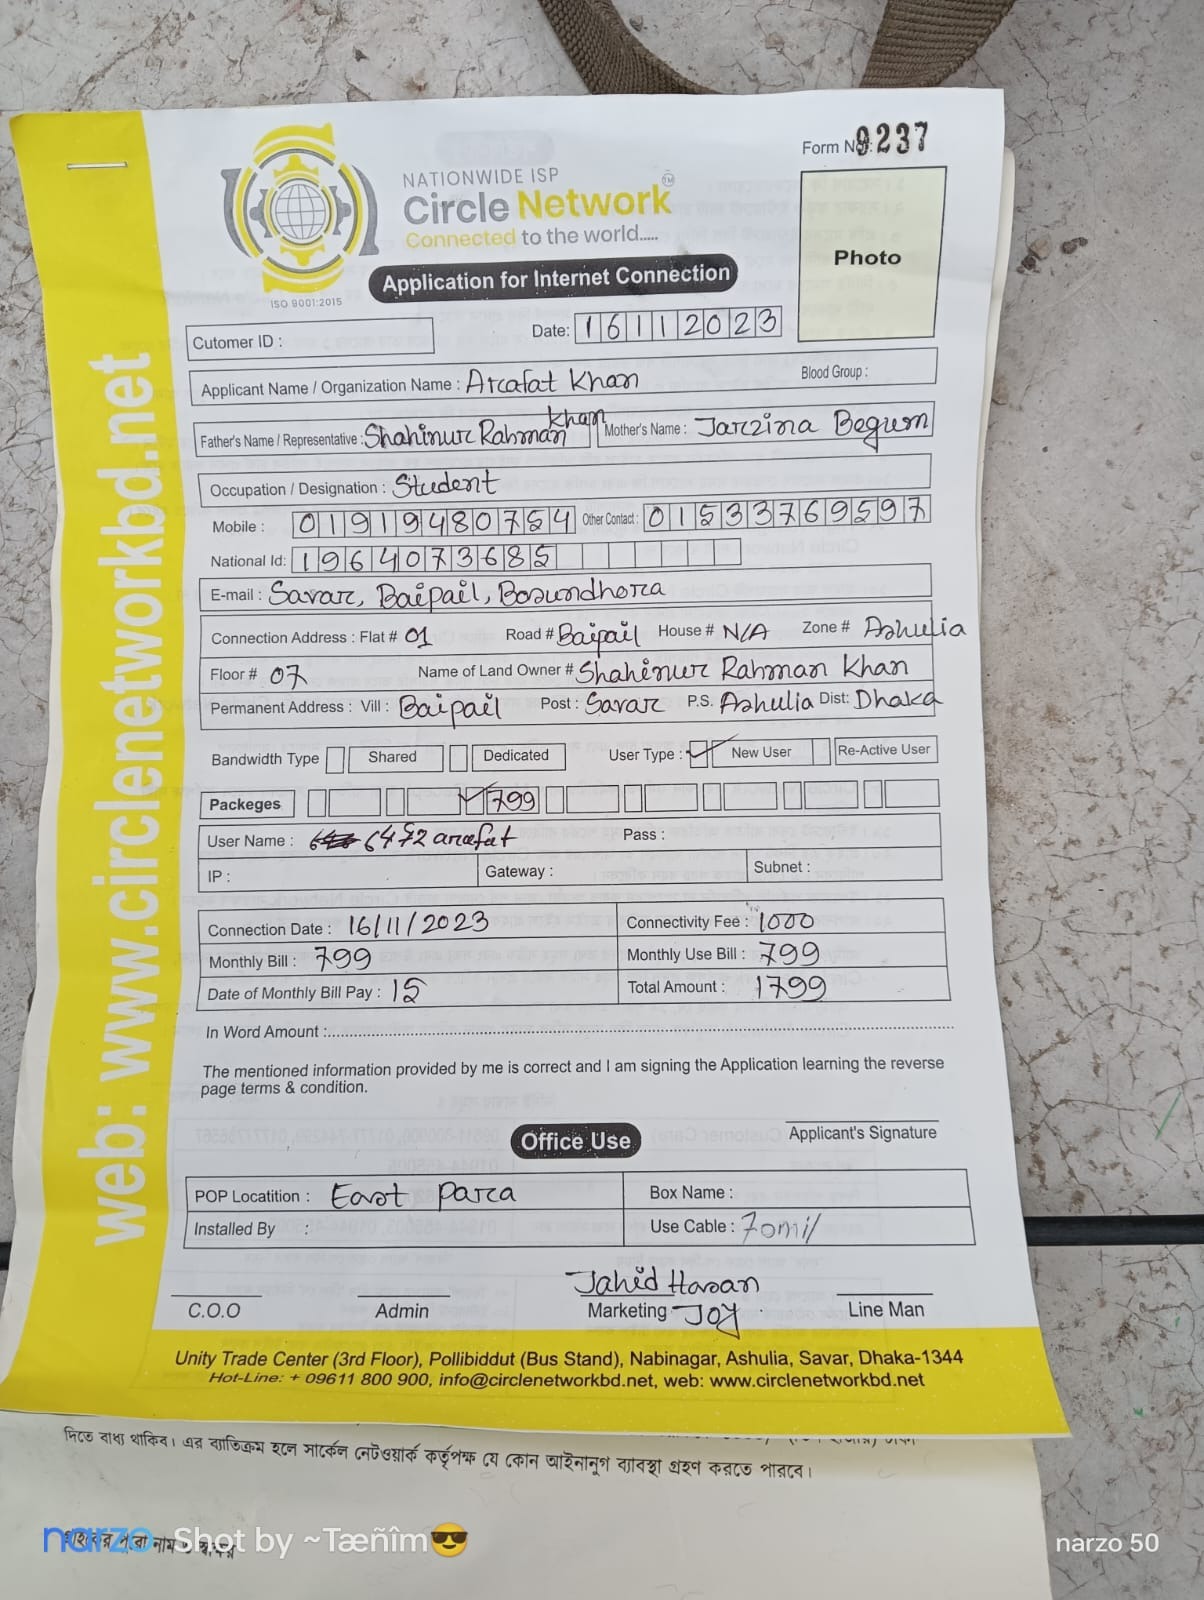 Form No: 9237
NATIONWIDE ISP
Circle Network TM
Connected to the world.....
ISO 9001:2015
Application for Internet Connection
Photo
Cutomer ID :
Date: 16112023
Applicant Name / Organization Name : Arafat Khan
Blood Group :
Father's Name / Representative : Shahinur Rahman Khan Mother's Name : Jarzina Begum
Occupation / Designation : Student
Mobile : 01919480754 Other Contact : 01533769597
National Id: 1964073685
E-mail : Savar, Baipail, Bosundhora
Connection Address : Flat # 01 Road # Baipail House # N/A Zone # Ashulia
Floor # 07 Name of Land Owner # Shahinur Rahman Khan
Permanent Address : Vill : Baipail Post : Savar P.S. Ashulia Dist: Dhaka
Bandwidth Type Shared Dedicated User Type : ✓ New User Re-Active User
Packeges ✓ 799
User Name : 6472 arafat Pass :
IP : Gateway : Subnet :
Connection Date : 16/11/2023 Connectivity Fee : 1000
Monthly Bill : 799 Monthly Use Bill : 799
Date of Monthly Bill Pay : 15 Total Amount : 1799
In Word Amount :
The mentioned information provided by me is correct and I am signing the Application learning the reverse
page terms & condition.
Office Use
Applicant's Signature
POP Locatition : East Para Box Name :
Installed By : Use Cable : 70mil
Jahid Hasan
C.O.O Admin Marketing Joy Line Man
Unity Trade Center (3rd Floor), Pollibiddut (Bus Stand), Nabinagar, Ashulia, Savar, Dhaka-1344
Hot-Line: + 09611 800 900, info@circlenetworkbd.net, web: www.circlenetworkbd.net
web: www.circlenetworkbd.net
দিতে বাধ্য থাকিব। এর ব্যতিক্রম হলে সার্কেল নেটওয়ার্ক কর্তৃপক্ষ যে কোন আইনানুগ ব্যাবস্থা গ্রহণ করতে পারবে।
narzo Shot by ~Tæñîm😎
narzo 50